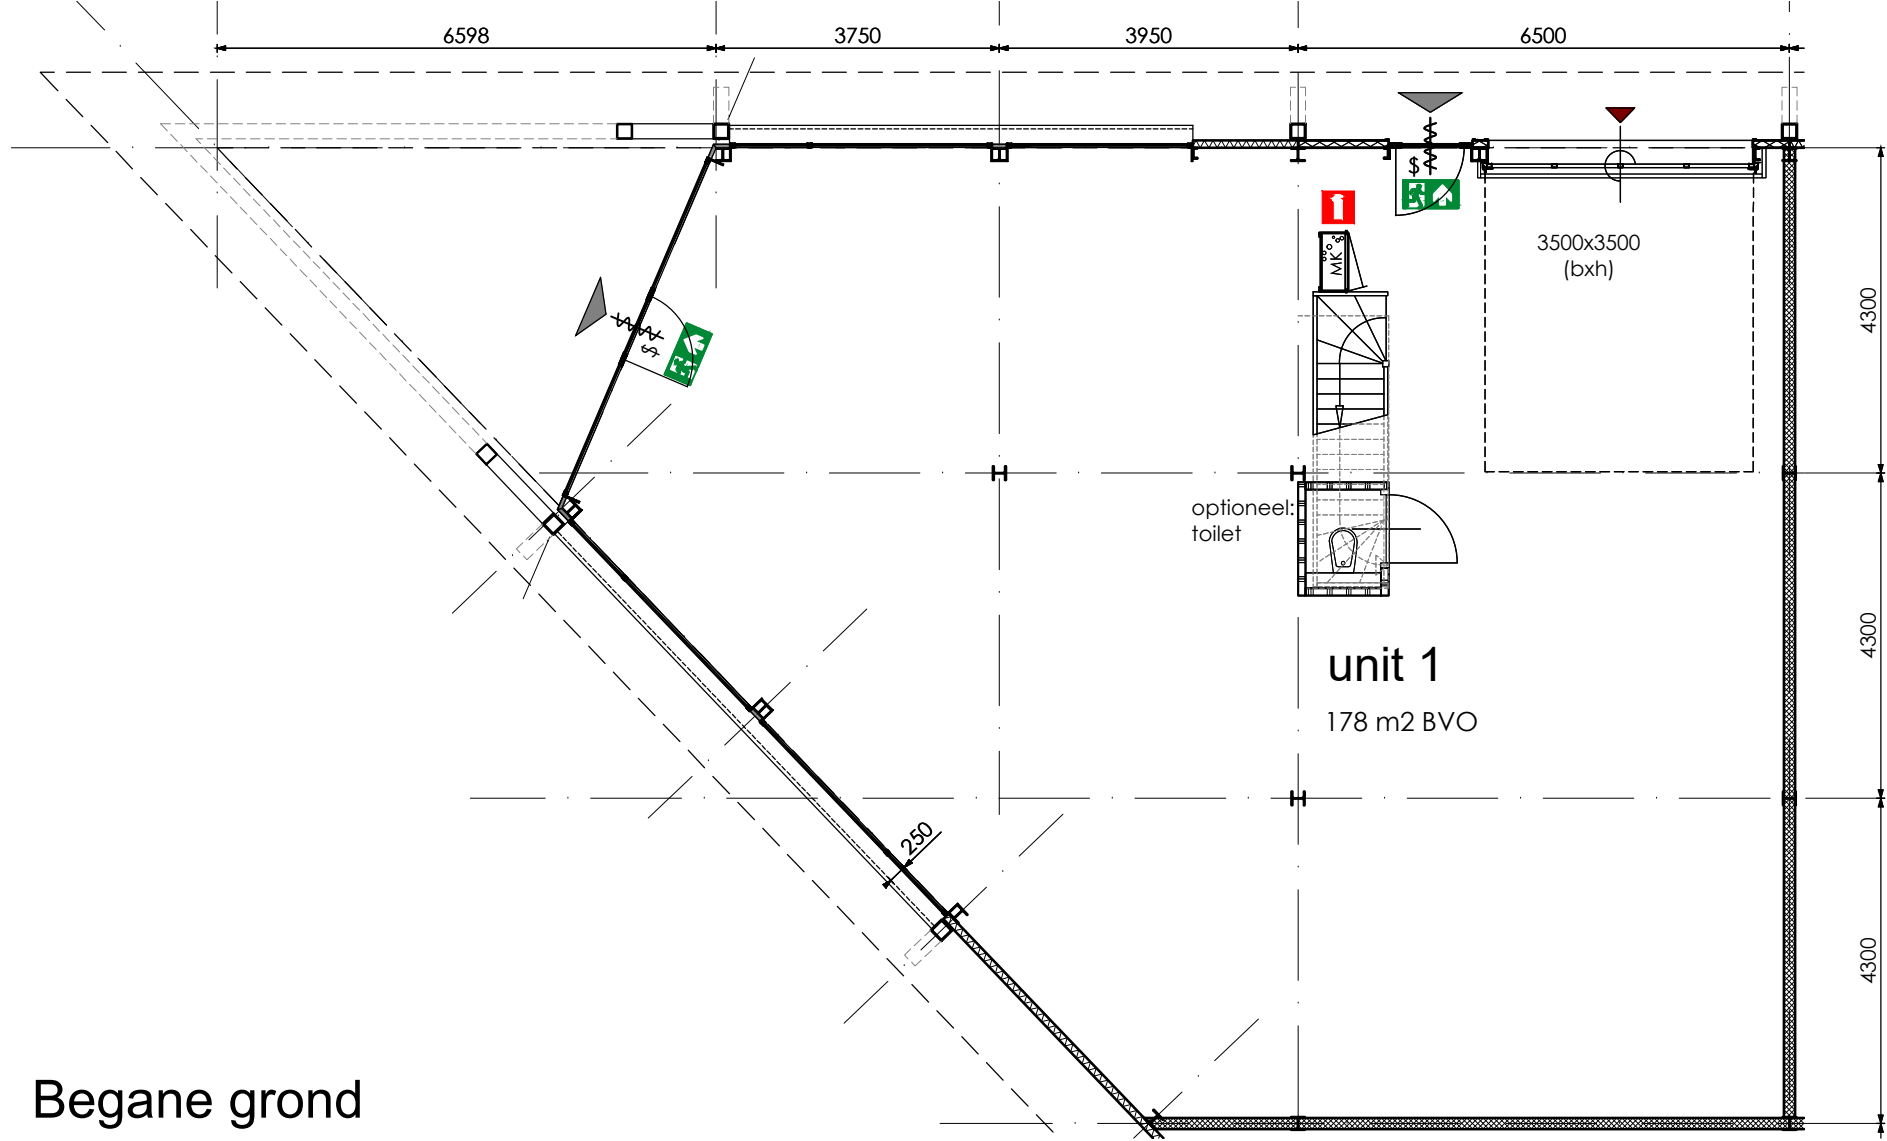 6598 3750 3950 6500
$
3500x3500
(bxh)
MK
4300
$
optioneel:
toilet
4300
unit 1
178 m2 BVO
250
4300
Begane grond